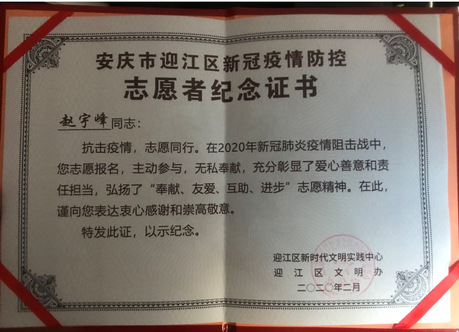 安庆市迎江区新冠疫情防控
志愿者纪念证书
赵宇峰同志：
抗击疫情，志愿同行。在2020年新冠肺炎疫情阻击战中，
您志愿报名，主动参与，无私奉献，充分彰显了爱心善意和责
任担当，弘扬了“奉献、友爱、互助、进步”志愿精神。在此，
谨向您表达衷心感谢和崇高敬意。
特发此证，以示纪念。
迎江区新时代文明实践中心
迎江区文明办
二〇二〇年二月